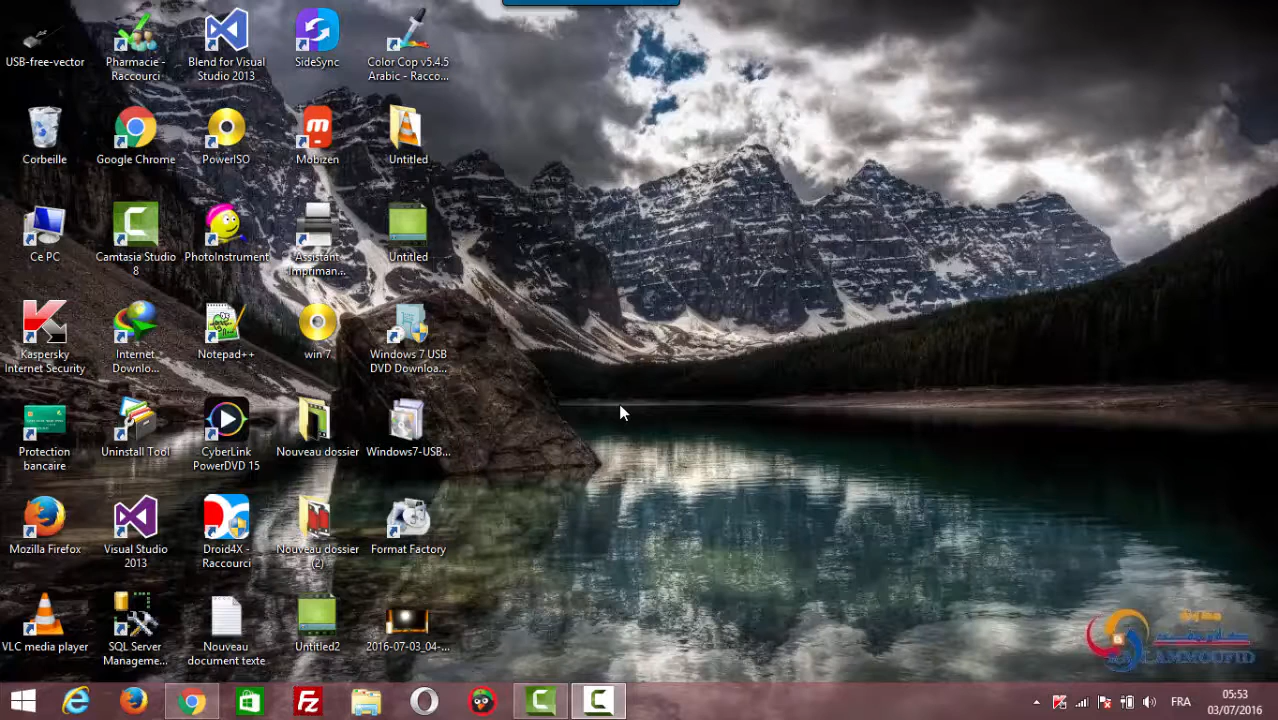 USB-free-vector
Pharmacie -
Raccourci
Blend for Visual
Studio 2013
SideSync
Color Cop v5.4.5
Arabic - Racco...
Corbeille
Google Chrome
PowerISO
Mobizen
Untitled
Ce PC
Camtasia Studio
8
PhotoInstrument
Assistant
Impriman...
Untitled
Kaspersky
Internet Security
Internet
Downlo...
Notepad++
win 7
Windows 7 USB
DVD Downloa...
Protection
bancaire
Uninstall Tool
CyberLink
PowerDVD 15
Nouveau dossier
Windows7-USB...
Mozilla Firefox
Visual Studio
2013
Droid4X -
Raccourci
Nouveau dossier
(2)
Format Factory
VLC media player
SQL Server
Manageme...
Nouveau
document texte
Untitled2
2016-07-03_04-...
FRA
05:53
03/07/2016